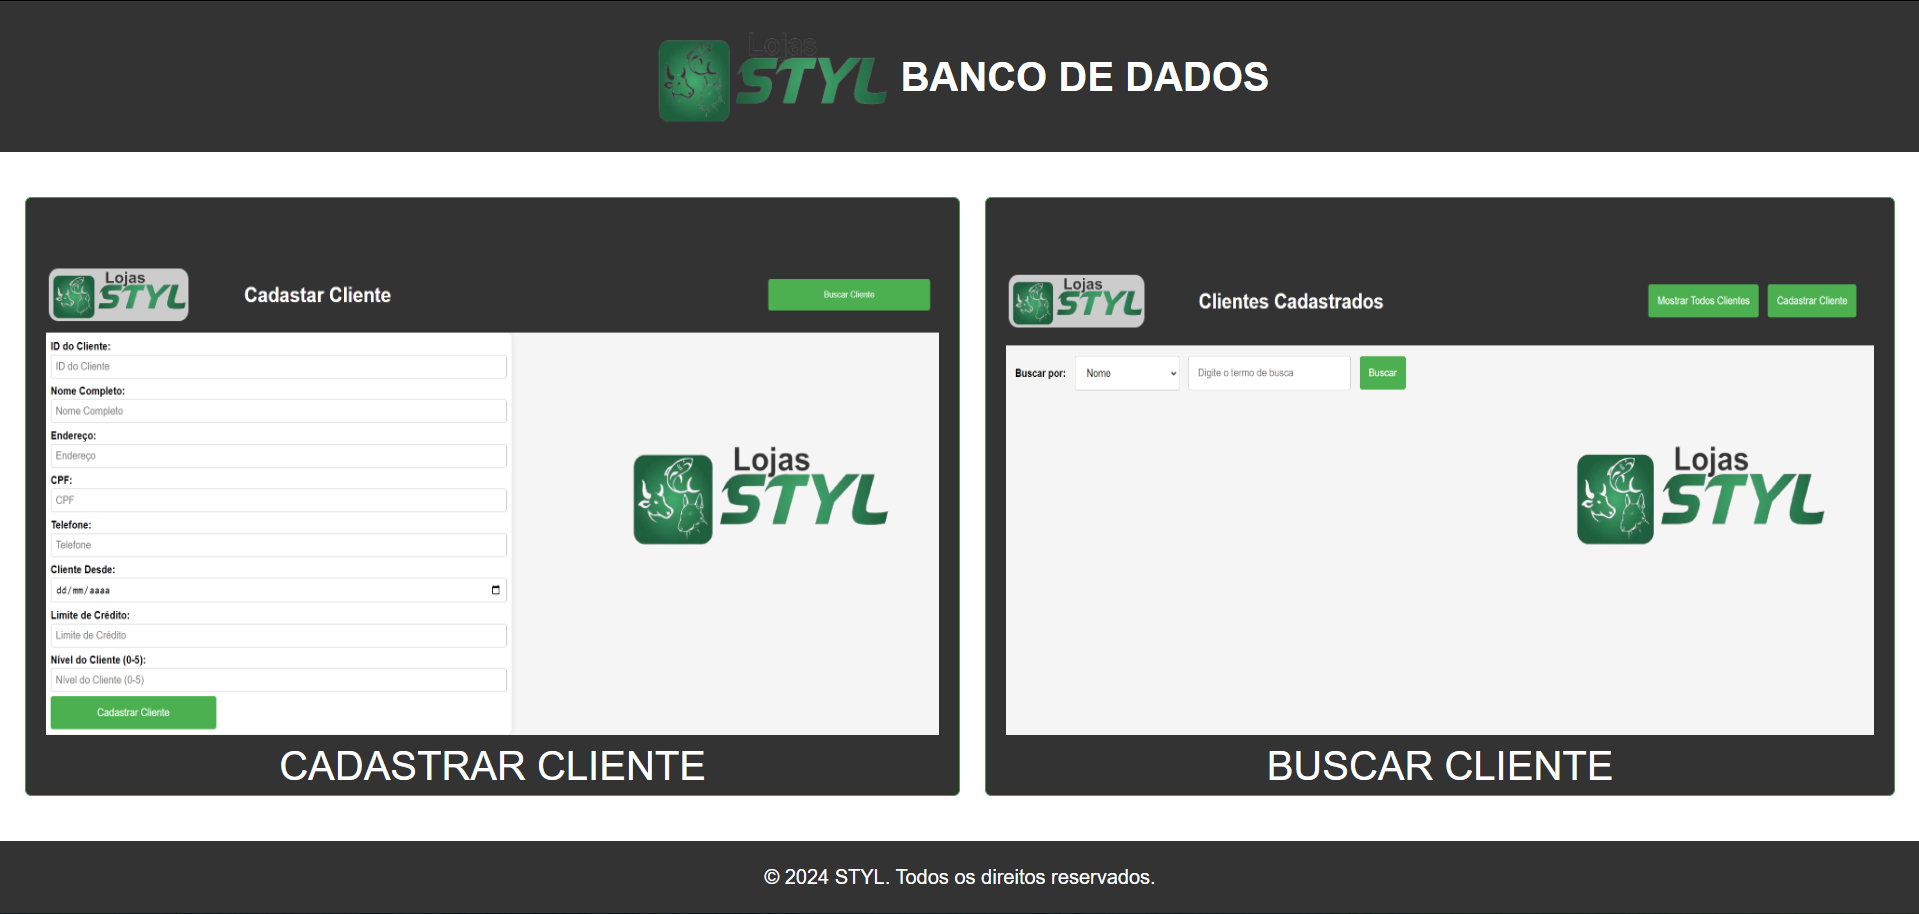 Lojas
STYL BANCO DE DADOS
Lojas
STYL
Cadastar Cliente
Buscar Cliente
ID do Cliente:
ID do Cliente
Nome Completo:
Nome Completo
Endereço:
Endereço
CPF:
CPF
Telefone:
Telefone
Cliente Desde:
dd/mm/aaaa
Limite de Crédito:
Limite de Crédito
Nível do Cliente (0-5):
Nível do Cliente (0-5)
Cadastrar Cliente
Lojas
STYL
CADASTRAR CLIENTE
Lojas
STYL
Clientes Cadastrados
Mostrar Todos Clientes
Cadastrar Cliente
Buscar por:
Nome
Digite o termo de busca
Buscar
Lojas
STYL
BUSCAR CLIENTE
© 2024 STYL. Todos os direitos reservados.